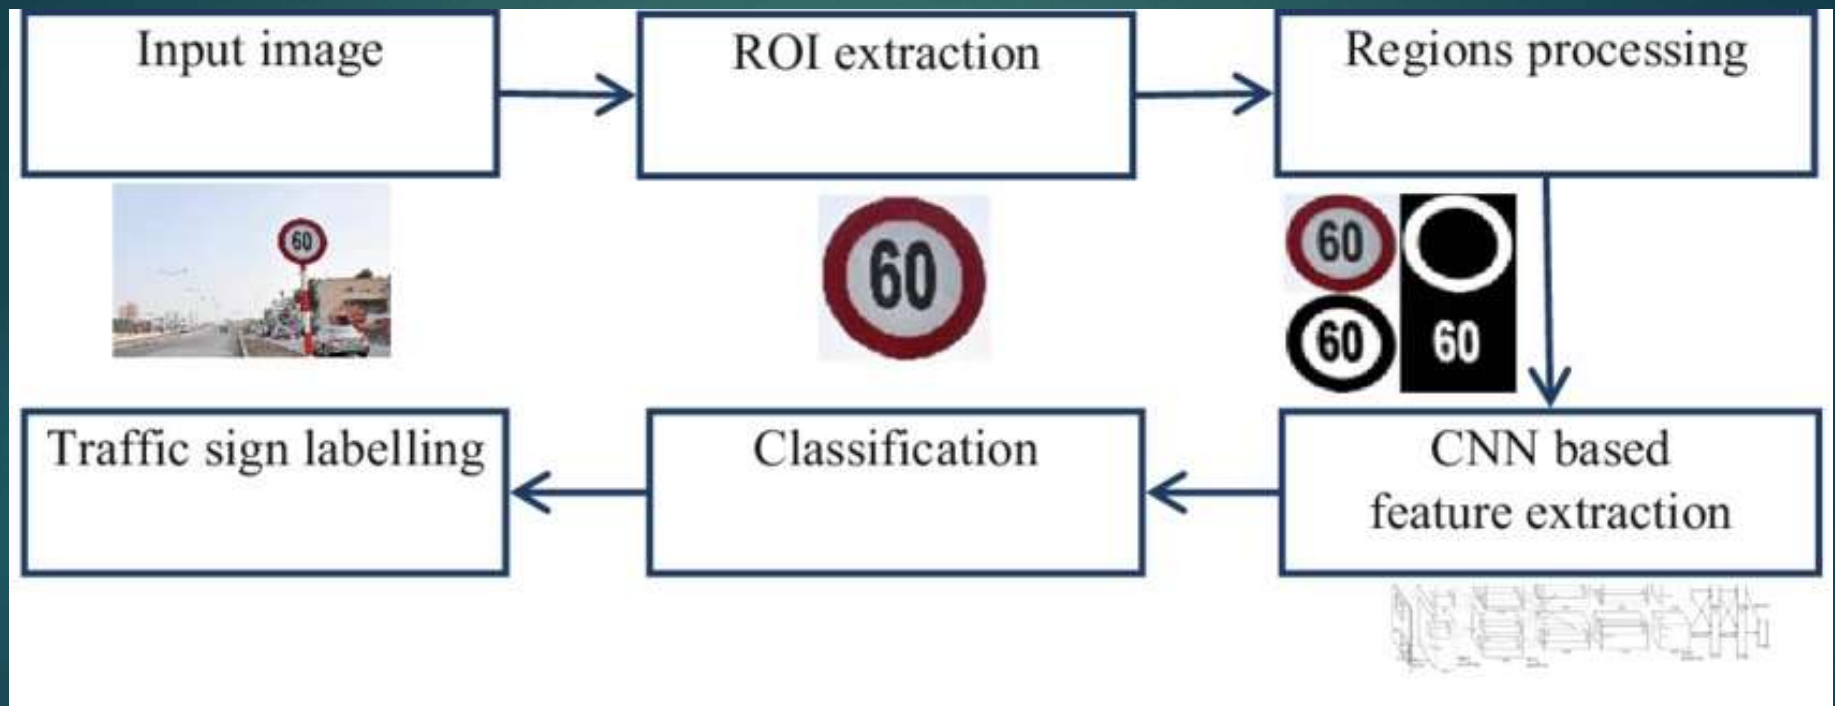 Input image
ROI extraction
Regions processing
60
60
60
60
60
Traffic sign labelling
Classification
CNN based
feature extraction